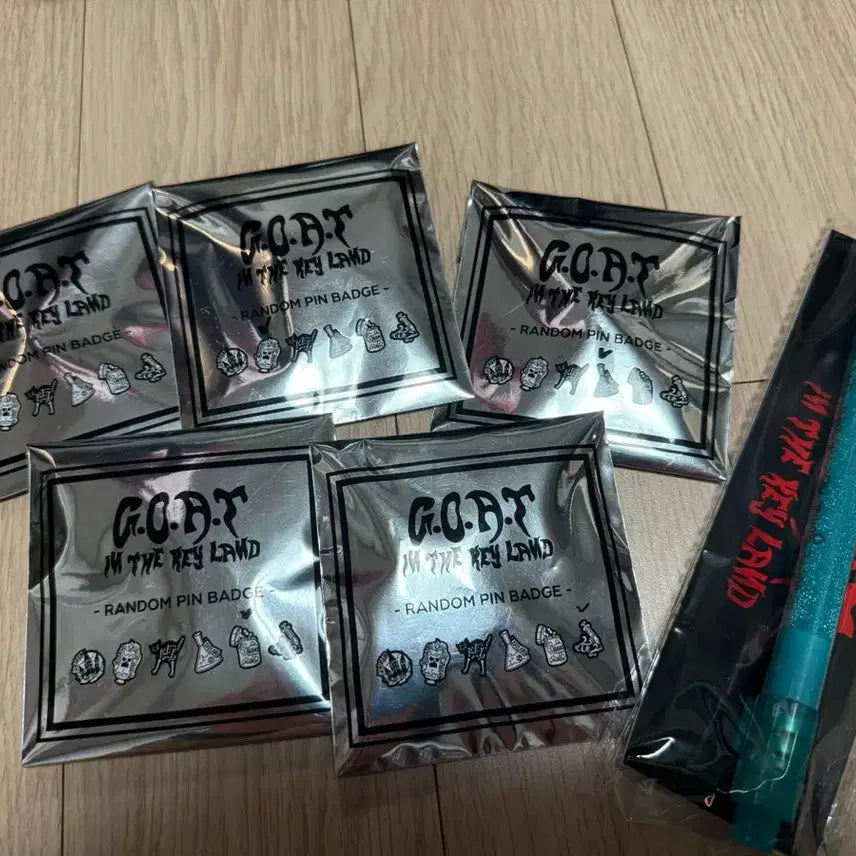 O.A.T
THE KEY LAND
RANDOM PIN BADGE -
G.O.A.T
IN THE KEY LAND
- RANDOM PIN BADGE -
G.O.A.T
IN THE KEY LAND
- RANDOM PIN BADGE -
G.O.A.T
IN THE KEY LAND
- RANDOM PIN BADGE -
G.O.A.T
IN THE KEY LAND
- RANDOM PIN BADGE -
IN THE KEY LAND